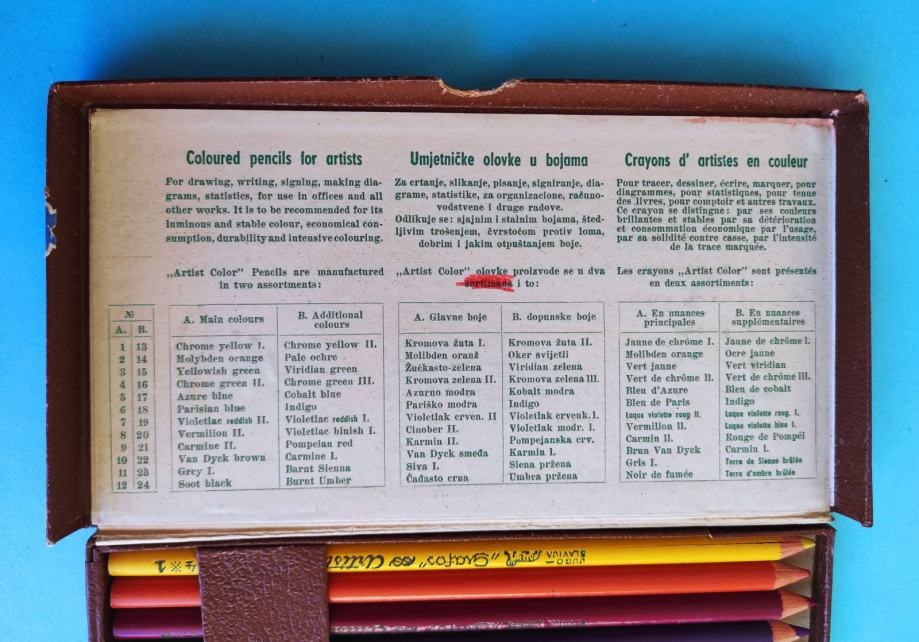 Coloured pencils for artists
For drawing, writing, signing, making dia-
grams, statistics, for use in offices and all
other works. It is to be recommended for its
luminous and stable colour, economical con-
sumption, durability and intensive colouring.
„Artist Color" Pencils are manufactured
in two assortments:
Umjetničke olovke u bojama
Za crtanje, slikanje, pisanje, signiranje, dia-
grame, statistike, za organizacione, računo-
vodstvene i druge radove.
Odlikuje se: sjajnim i stalnim bojama, šted-
ljivim trošenjem, čvrstoćom protiv loma,
dobrim i jakim otpuštanjem boje.
„Artist Color" olovke proizvode se u dva
sortimana i to:
Crayons d' artistes en couleur
Pour tracer, dessiner, écrire, marquer, pour
diagrammes, pour statistiques, pour tenue
des livres, pour comptoir et autres travaux.
Ce crayon se distingue: par ses couleurs
brillantes et stables par sa détérioration
et consommation économique par l'usage,
par sa solidité contre casse, par l'intensité
de la trace marquée.
Les crayons „Artist Color" sont présentés
en deux assortiments:
№
A. B.
1 13
2 14
3 15
4 16
5 17
6 18
7 19
8 20
9 21
10 22
11 23
12 24
A. Main colours
Chrome yellow I.
Molybden orange
Yellowish green
Chrome green II.
Azure blue
Parisian blue
Violetlac reddish II.
Vermilion II.
Carmine II.
Van Dyck brown
Grey I.
Soot black
B. Additional
colours
Chrome yellow II.
Pale ochre
Viridian green
Chrome green III.
Cobalt blue
Indigo
Violetlac reddish I.
Violetlac bluish I.
Pompeian red
Carmine I.
Barnt Sienna
Burnt Umber
A. Glavne boje
Kromova žuta I.
Molibden oranž
Žućkasto-zelena
Kromova zelena II.
Azurno modra
Pariško modra
Violetlak crven. II
Cinober II.
Karmin II.
Van Dyck smeđa
Siva I.
Čađasto crna
B. dopunske boje
Kromova žuta II.
Oker svijetli
Viridian zelena
Kromova zelena III.
Kobalt modra
Indigo
Violetlak crvenk. I.
Violetlak modr. I.
Pompejanska crv.
Karmin I.
Siena pržena
Umbra pržena
A. En nuances
principales
Jaune de chrôme I.
Molibden orange
Vert jaune
Vert de chrôme II.
Bleu d'Azure
Bleu de Paris
Laque violette roug II.
Vermillon II.
Carmin II.
Brun Van Dyck
Gris I.
Noir de fumée
B. En nuances
supplémentaires
Jaune de chrôme I.
Ocre jaune
Vert viridian
Vert de chrôme III.
Bleu de cobalt
Indigo
Laque violette roug. I.
Laque violette bleu I.
Rouge de Pompéi
Carmin I.
Terre de Sienne brûlée
Terre d'ombre brûlée
JUGO-
SLAVIJA
„Grafos" Artist
1